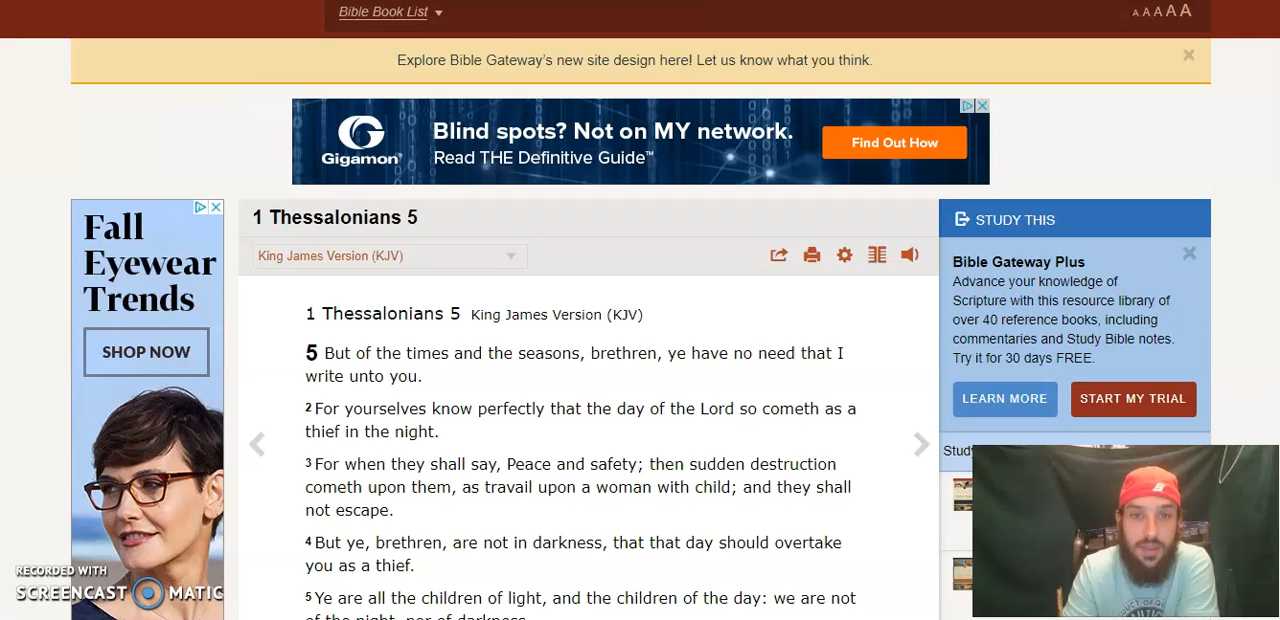 Bible Book List
A A A A A
Explore Bible Gateway's new site design here! Let us know what you think.
Gigamon®
Blind spots? Not on MY network.
Read THE Definitive Guide™
Find Out How
Fall
Eyewear
Trends
SHOP NOW
1 Thessalonians 5
King James Version (KJV)
1 Thessalonians 5 King James Version (KJV)
5 But of the times and the seasons, brethren, ye have no need that I
write unto you.
2 For yourselves know perfectly that the day of the Lord so cometh as a
thief in the night.
3 For when they shall say, Peace and safety; then sudden destruction
cometh upon them, as travail upon a woman with child; and they shall
not escape.
4 But ye, brethren, are not in darkness, that that day should overtake
you as a thief.
5 Ye are all the children of light, and the children of the day: we are not
of the night, nor of darkness.
STUDY THIS
Bible Gateway Plus
Advance your knowledge of
Scripture with this resource library of
over 40 reference books, including
commentaries and Study Bible notes.
Try it for 30 days FREE.
LEARN MORE
START MY TRIAL
Study
RECORDED WITH
SCREENCAST MATIC